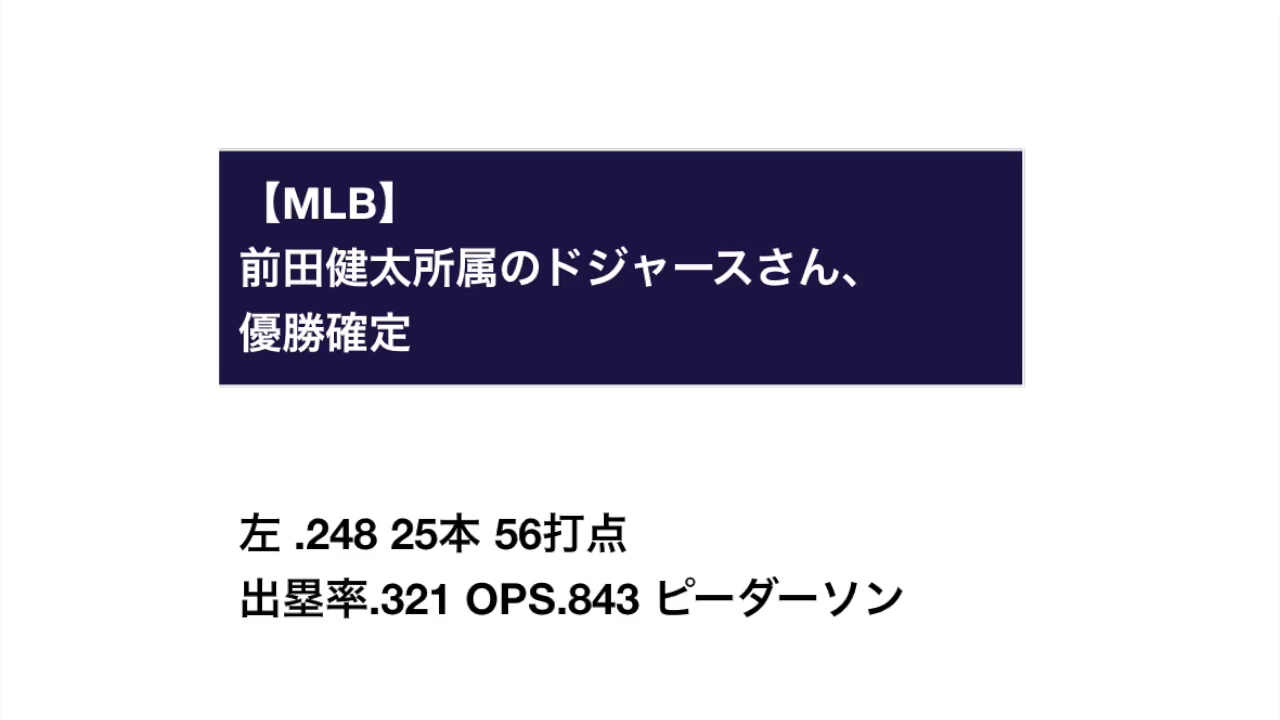 【MLB】
前田健太所属のドジャースさん、
優勝確定
左 .248 25本 56打点
出塁率.321 OPS.843 ピーダーソン